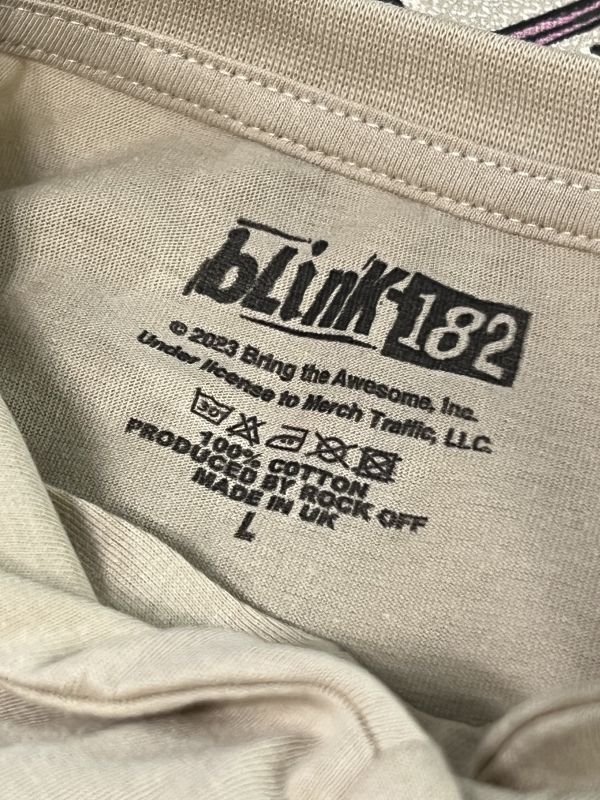 blink-182
© 2023 Bring the Awesome, Inc.
Under license to Merch Traffic, LLC.
30
100% COTTON
PRODUCED BY ROCK OFF
MADE IN UK
L